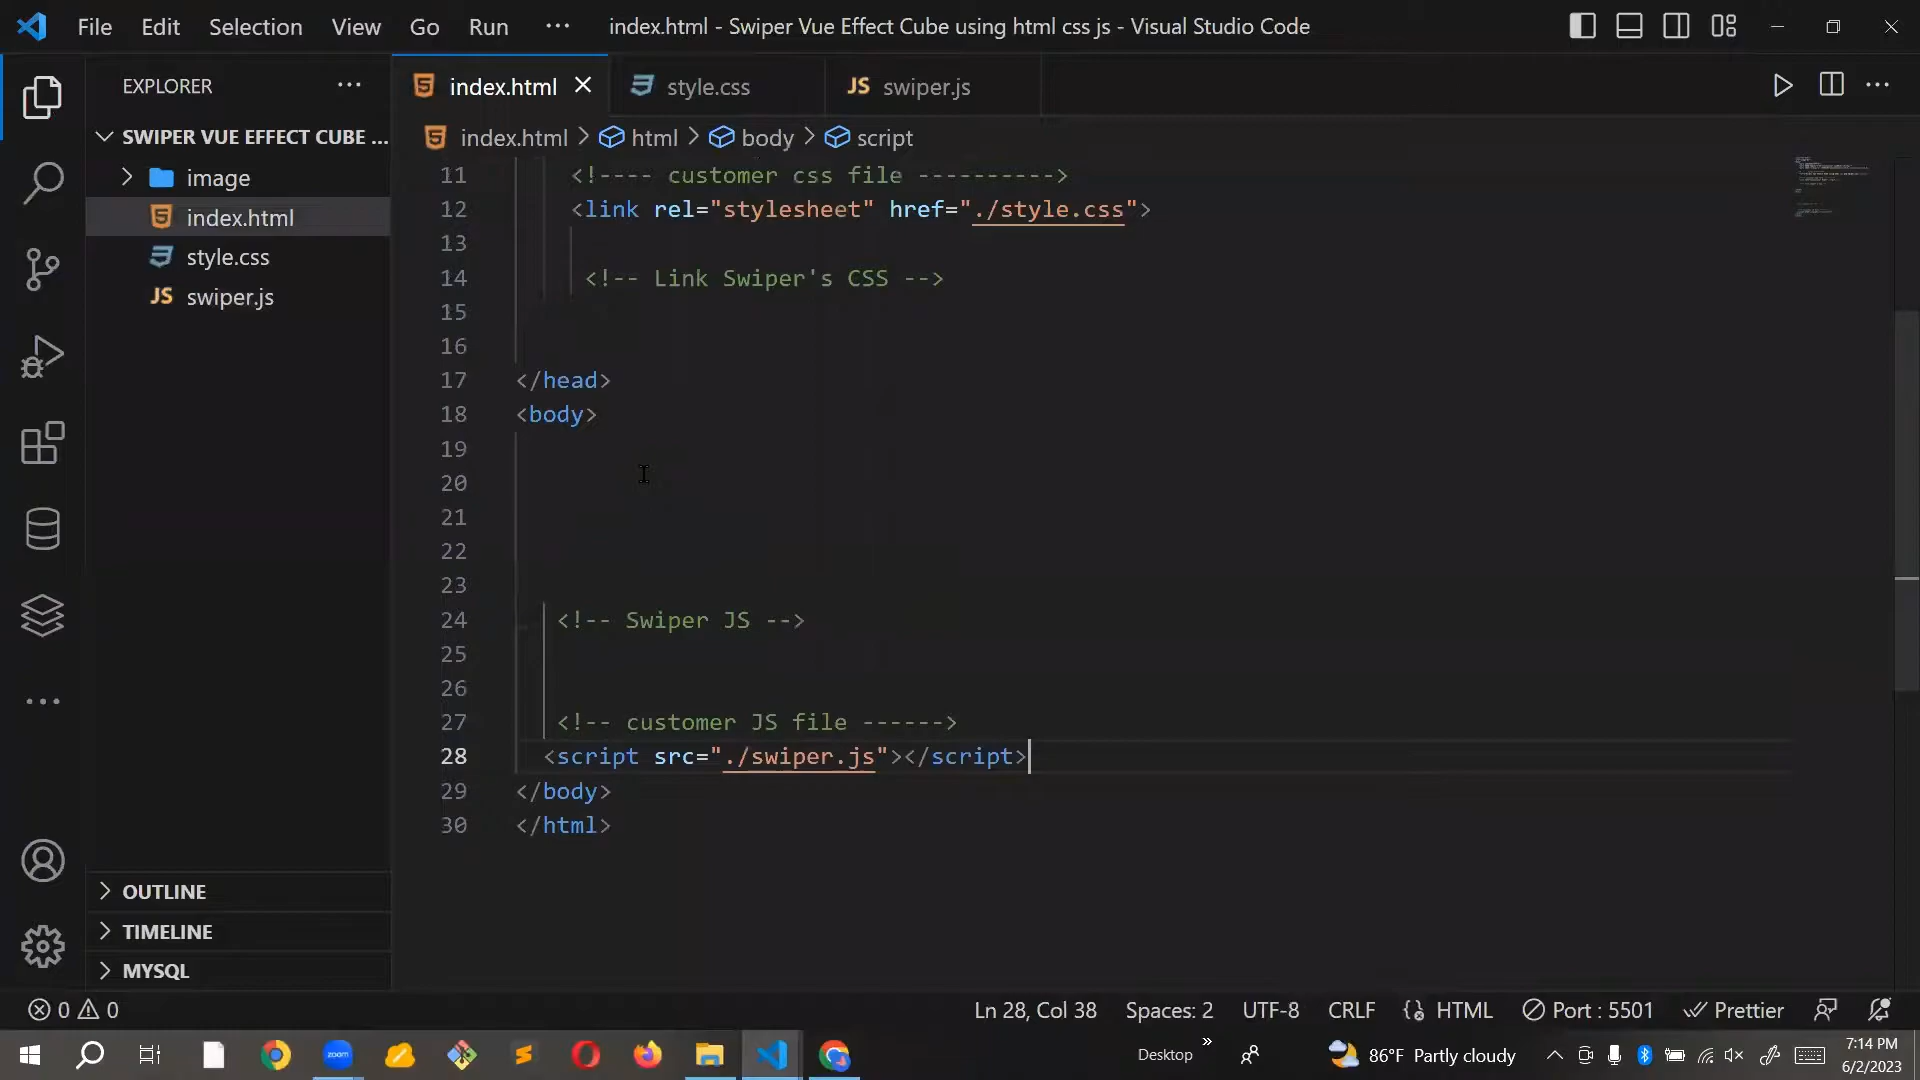 File Edit Selection View Go Run ··· index.html - Swiper Vue Effect Cube using html css js - Visual Studio Code
EXPLORER ···
index.html style.css JS swiper.js
SWIPER VUE EFFECT CUBE ...
index.html > html > body > script
image
index.html
style.css
JS swiper.js
11 <!---- customer css file ---------->
12 <link rel="stylesheet" href="./style.css">
13
14 <!-- Link Swiper's CSS -->
15
16
17 </head>
18 <body>
19
20
21
22
23
24 <!-- Swiper JS -->
25
26
27 <!-- customer JS file ------>
28 <script src="./swiper.js"></script>
29 </body>
30 </html>
OUTLINE
TIMELINE
MYSQL
0 0 Ln 28, Col 38 Spaces: 2 UTF-8 CRLF HTML Port : 5501 Prettier
zoom Desktop 86°F Partly cloudy 7:14 PM
6/2/2023